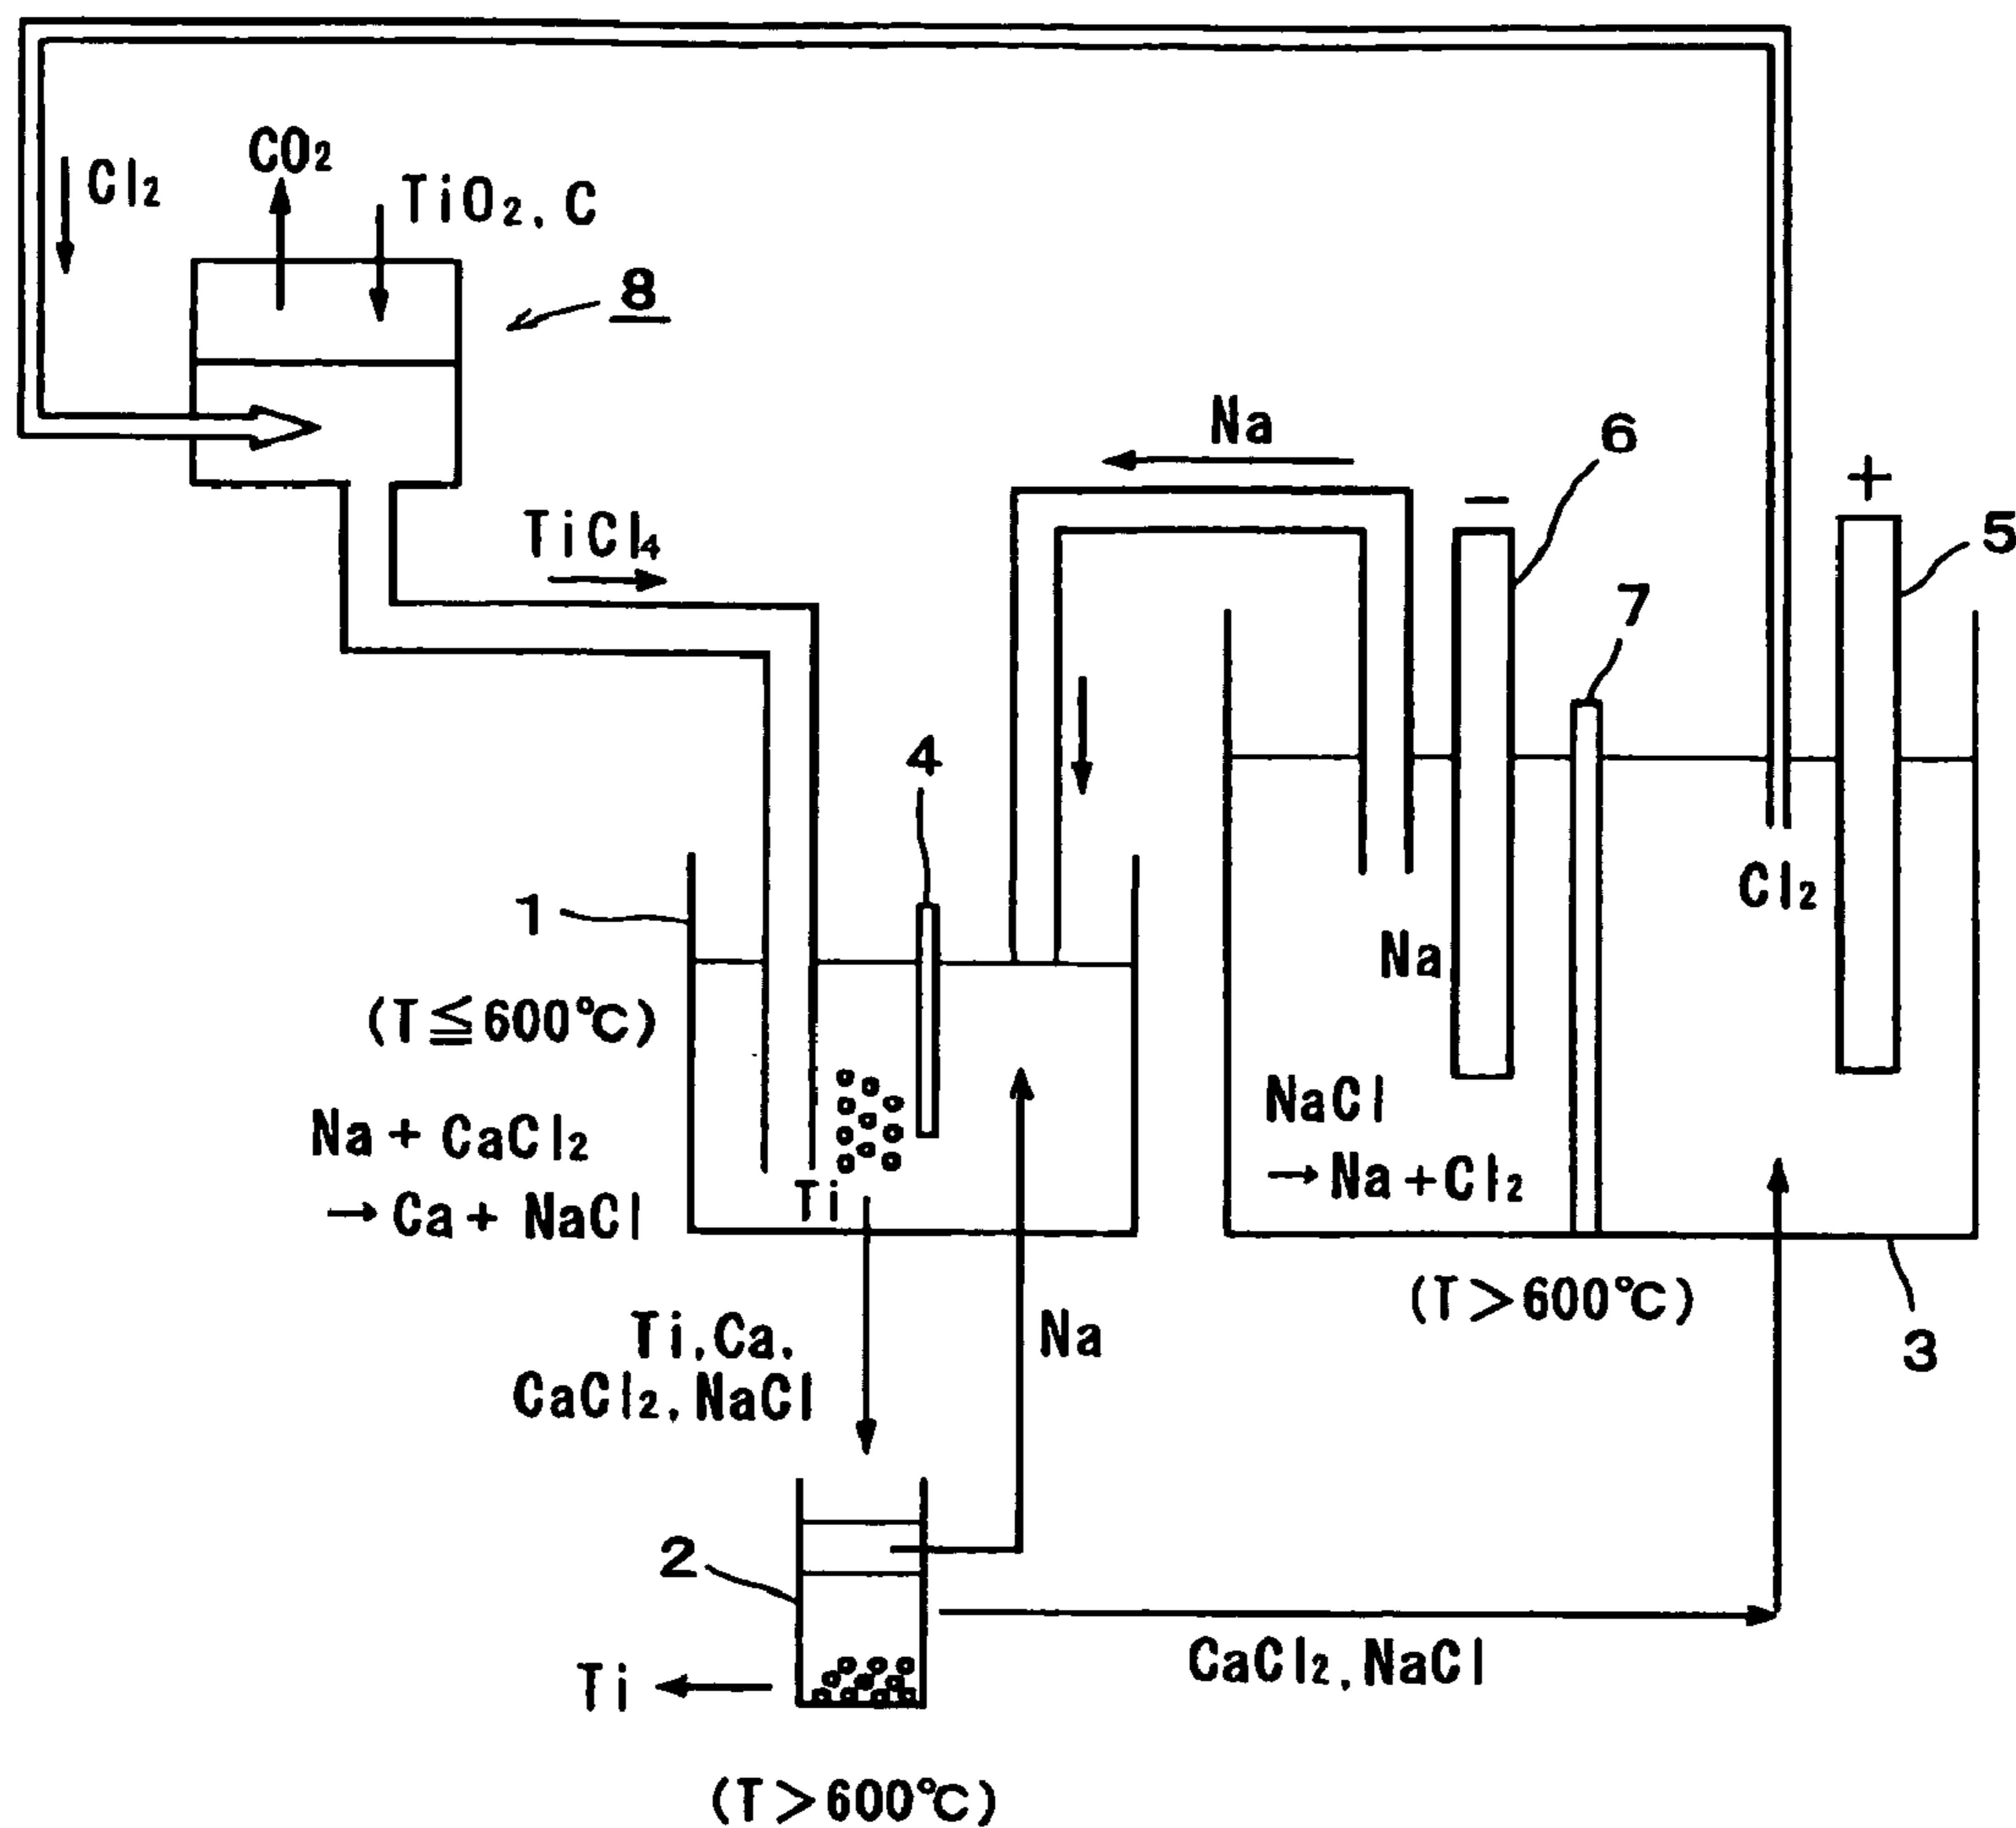 CO₂
Cl₂
TiO₂, C
8
Na
6
−
+
TiCl₄
5
7
4
Cl₂
1
Na
(T≦600℃)
NaCl
→Na+Cl₂
Na+CaCl₂
→Ca+NaCl
Ti
(T>600℃)
Ti, Ca,
CaCl₂, NaCl
Na
3
2
CaCl₂, NaCl
Ti
(T>600℃)